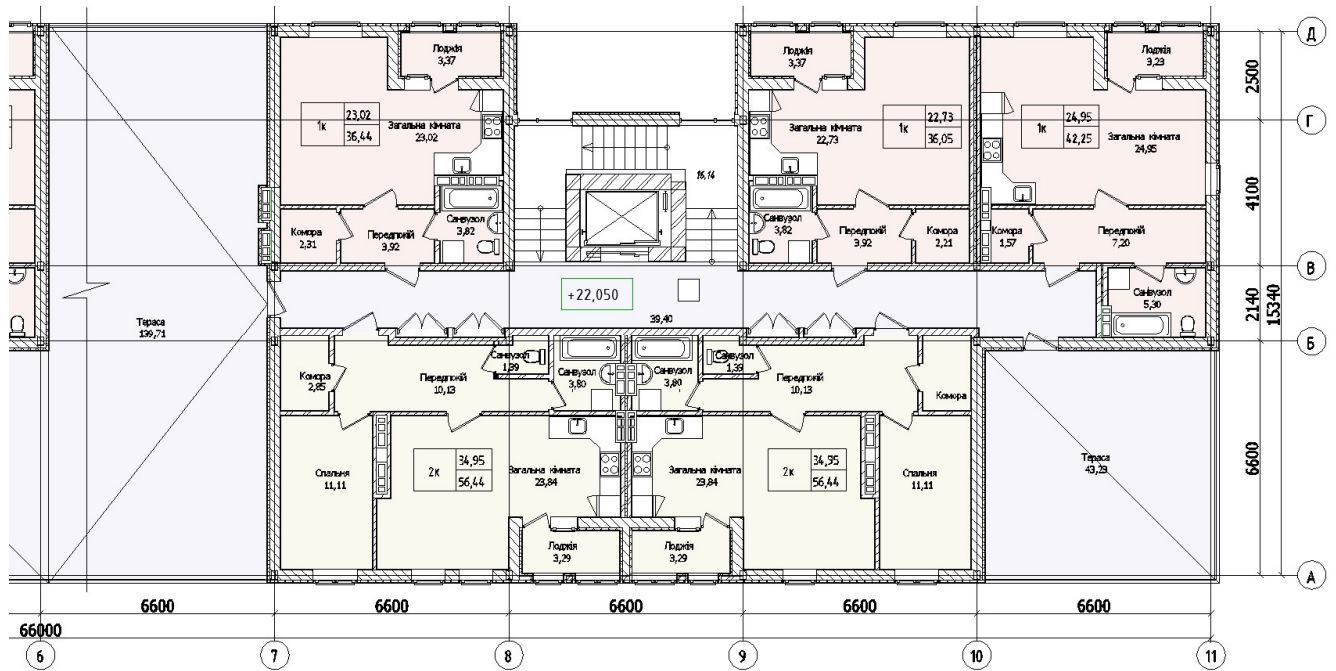 Лоджія
3,37
Лоджія
3,37
Лоджія
3,23
Д
2500
1к
23,02
36,44
Загальна кімната
23,02
Загальна кімната
22,73
1к
22,73
36,05
1к
24,95
42,25
Загальна кімната
24,95
Г
16,14
4100
Комора
2,31
Передпокій
3,92
Санвузол
3,82
Санвузол
3,82
Передпокій
3,92
Комора
2,21
Комора
1,57
Передпокій
7,20
В
+22,050
39,40
Санвузол
5,30
2140
15340
Тераса
139,71
Б
Комора
2,85
Передпокій
10,13
Санвузол
1,39
Санвузол
3,80
Санвузол
3,80
Санвузол
1,39
Передпокій
10,13
Комора
Спальня
11,11
2к
34,95
56,44
Загальна кімната
23,84
Загальна кімната
23,84
2к
34,95
56,44
Спальня
11,11
Тераса
43,29
6600
Лоджія
3,29
Лоджія
3,29
А
6600
6600
6600
6600
6600
66000
6
7
8
9
10
11